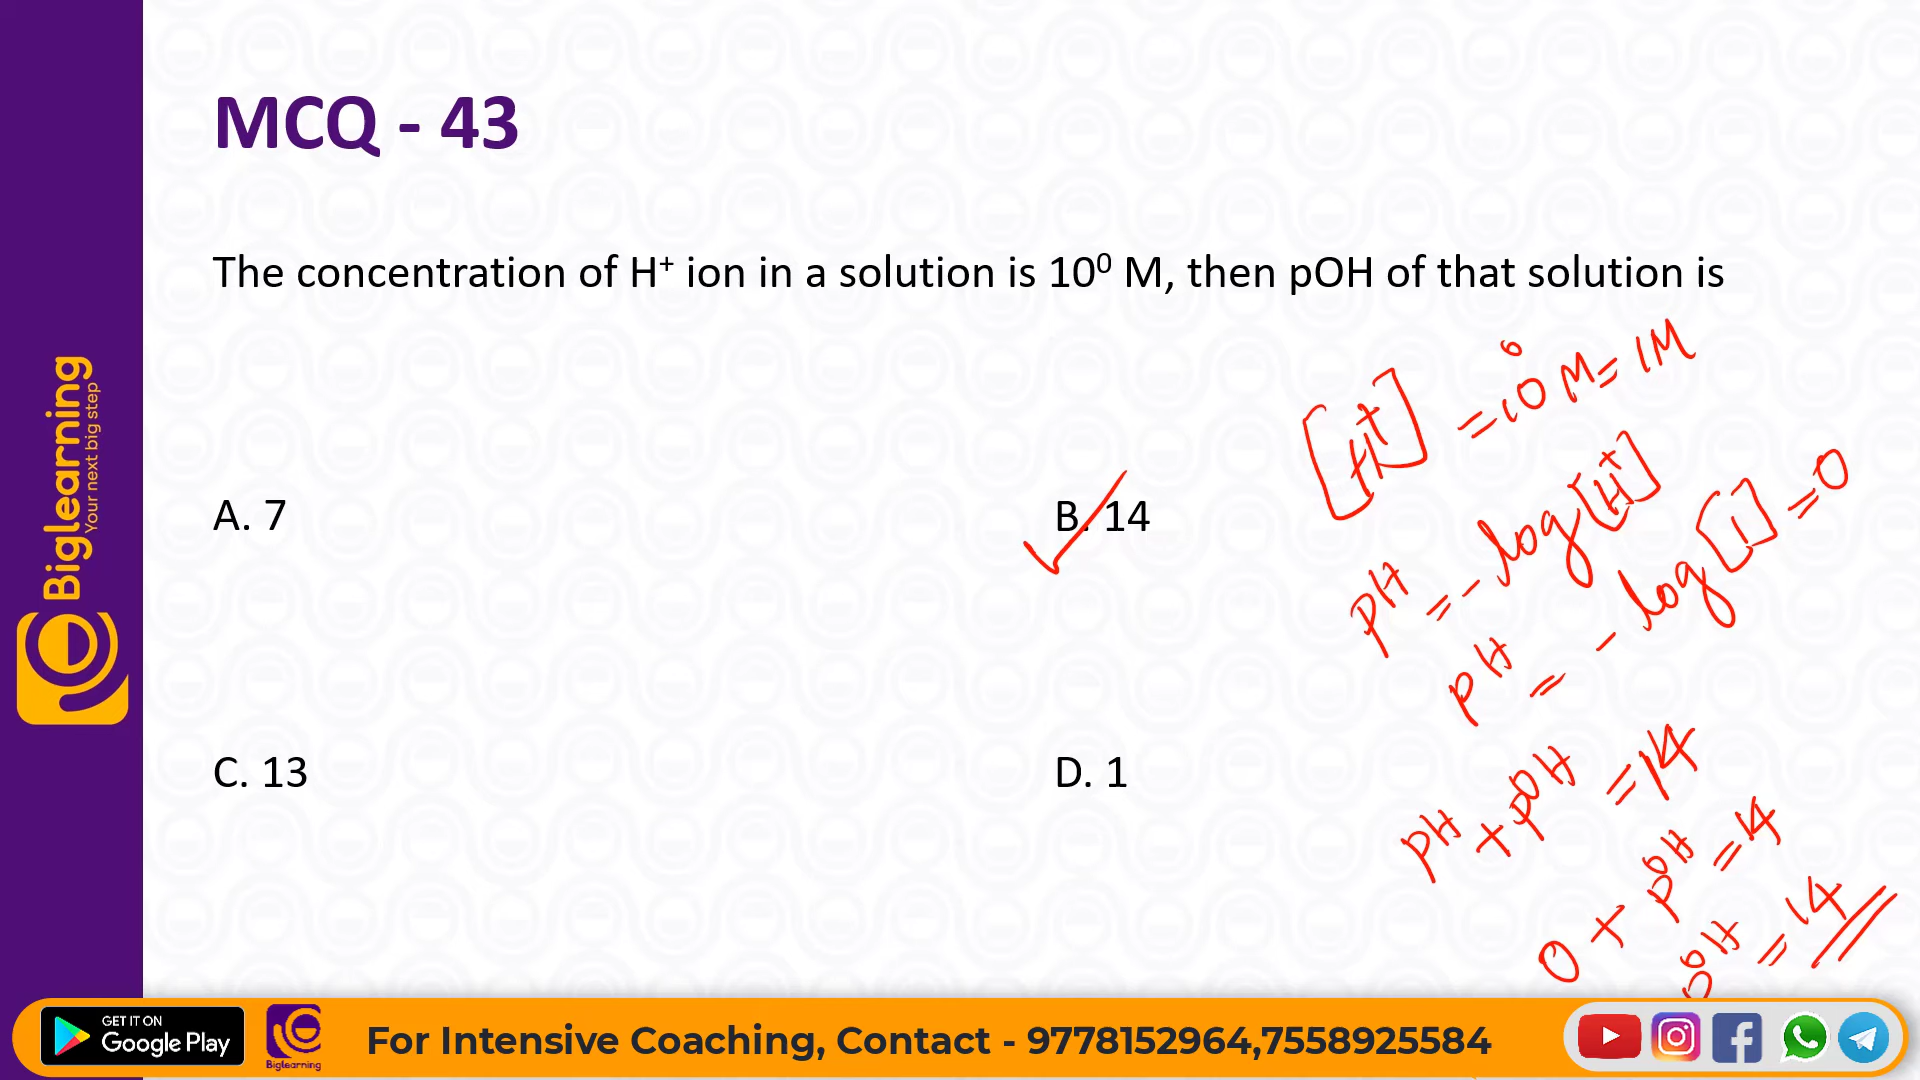 MCQ - 43
The concentration of H⁺ ion in a solution is 10⁰ M, then pOH of that solution is
[H⁺] = 10⁰ M = 1M
A. 7
B. 14
pH = - log[H⁺]
pH = - log[1] = 0
C. 13
D. 1
pH + pOH = 14
0 + pOH = 14
pOH = 14
Biglearning
Your next big step
GET IT ON
Google Play
Biglearning
For Intensive Coaching, Contact - 9778152964,7558925584